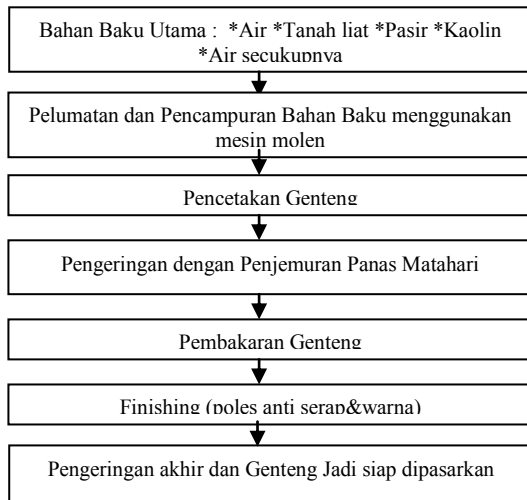 Bahan Baku Utama : *Air *Tanah liat *Pasir *Kaolin
*Air secukupnya
Pelumatan dan Pencampuran Bahan Baku menggunakan
mesin molen
Pencetakan Genteng
Pengeringan dengan Penjemuran Panas Matahari
Pembakaran Genteng
Finishing (poles anti serap&warna)
Pengeringan akhir dan Genteng Jadi siap dipasarkan